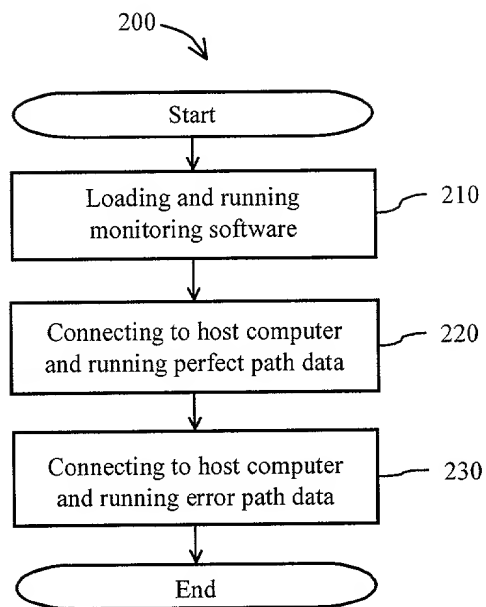 200
Start
Loading and running
monitoring software
210
Connecting to host computer
and running perfect path data
220
Connecting to host computer
and running error path data
230
End